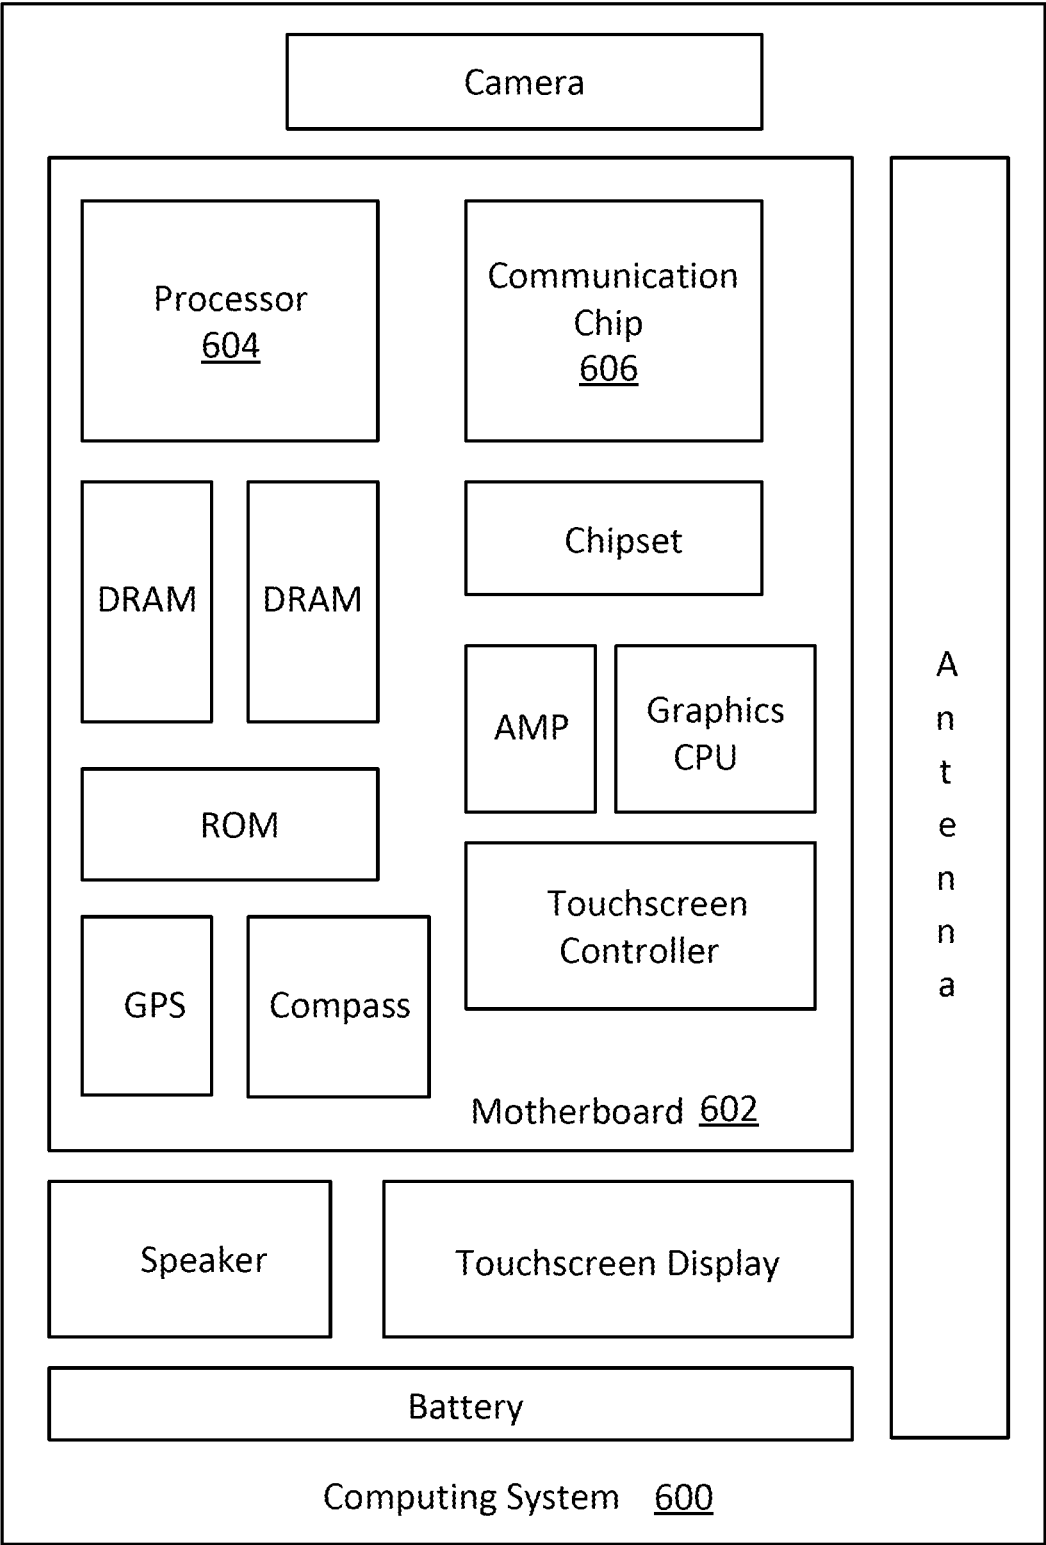 Camera
Processor
604
Communication
Chip
606
DRAM
DRAM
Chipset
AMP
Graphics
CPU
ROM
Touchscreen
Controller
GPS
Compass
Motherboard 602
Antenna
Speaker
Touchscreen Display
Battery
Computing System 600